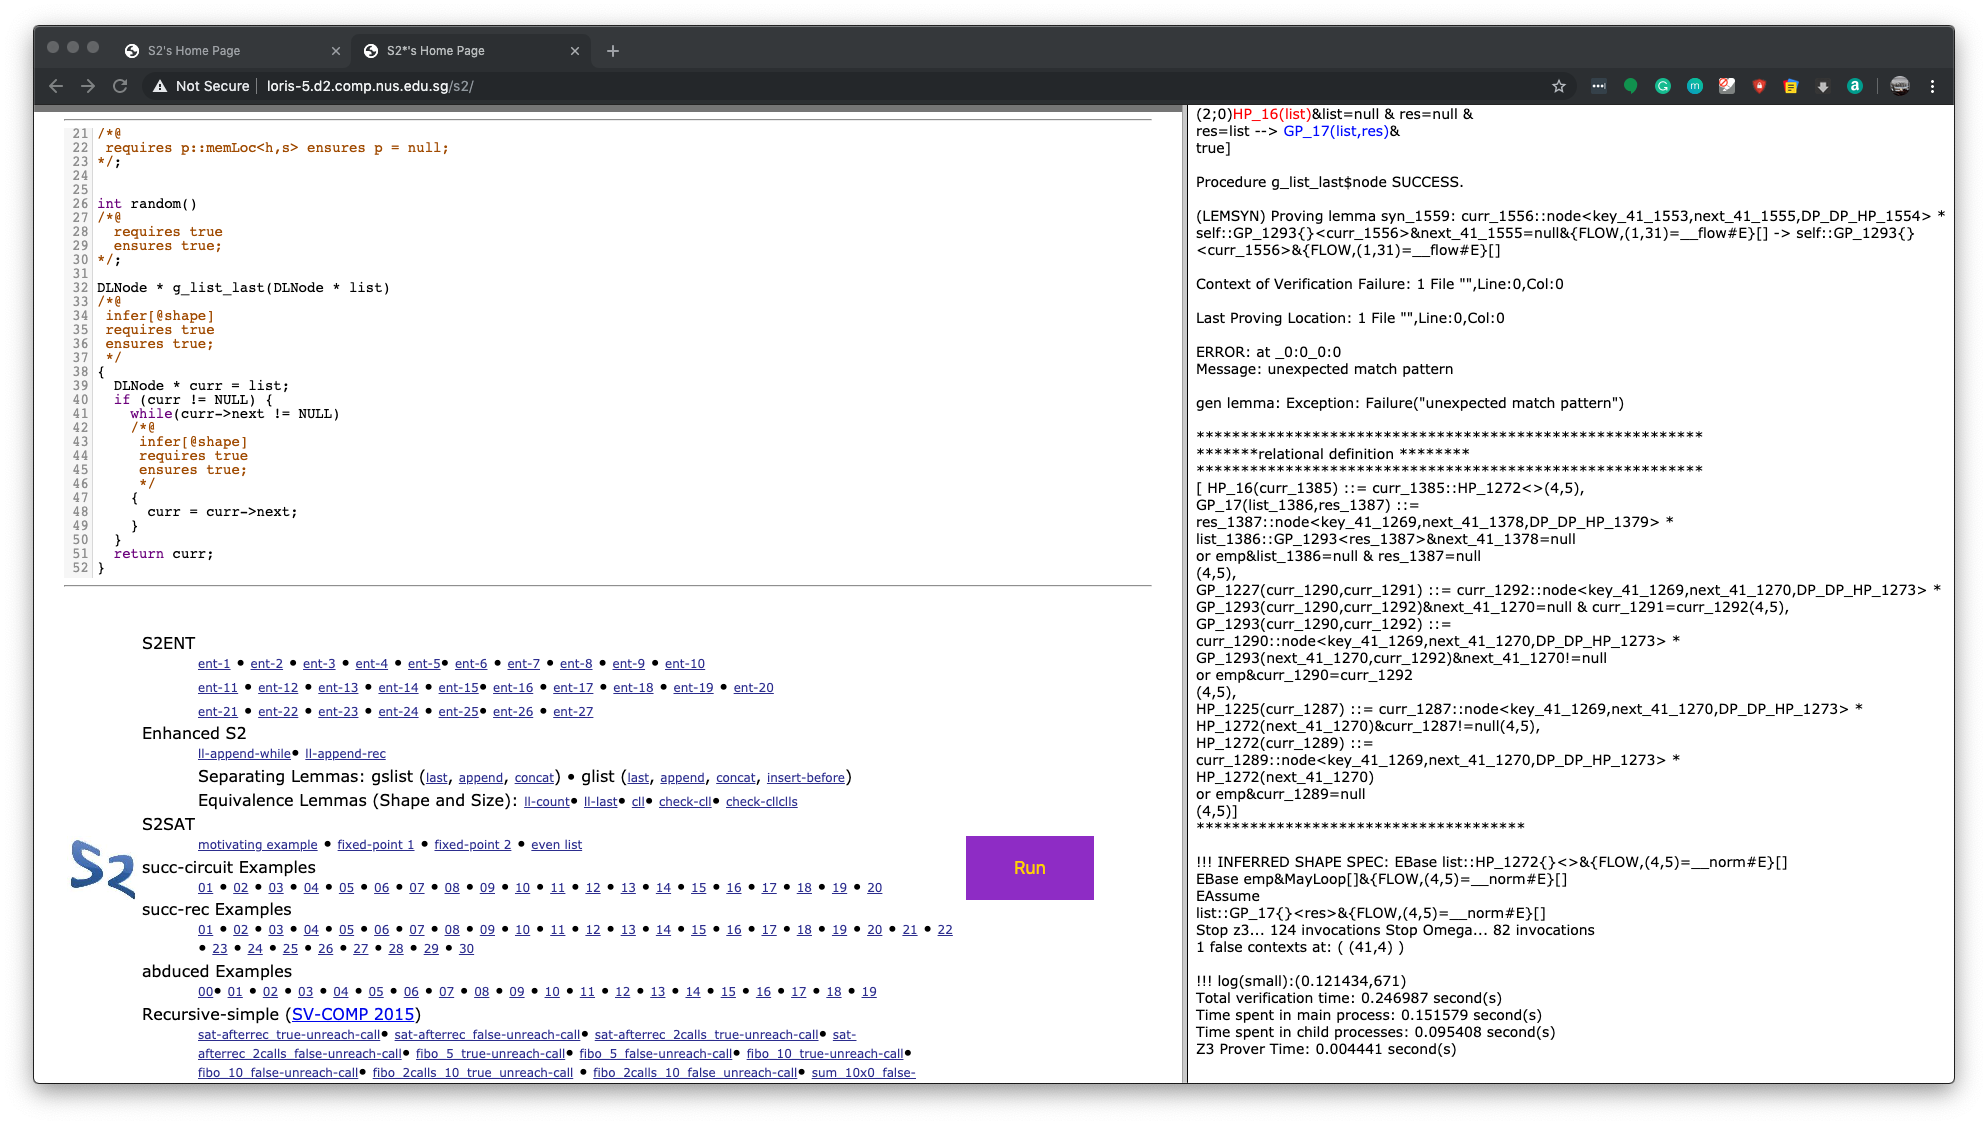 S2's Home Page
S2*'s Home Page
Not Secure | loris-5.d2.comp.nus.edu.sg/s2/
21 /*@
22 requires p::memLoc<h,s> ensures p = null;
23 */;
24
25
26 int random()
27 /*@
28 requires true
29 ensures true;
30 */;
31
32 DLNode * g_list_last(DLNode * list)
33 /*@
34 infer[@shape]
35 requires true
36 ensures true;
37 */
38 {
39 DLNode * curr = list;
40 if (curr != NULL) {
41 while(curr->next != NULL)
42 /*@
43 infer[@shape]
44 requires true
45 ensures true;
46 */
47 {
48 curr = curr->next;
49 }
50 }
51 return curr;
52 }
S2ENT
ent-1 • ent-2 • ent-3 • ent-4 • ent-5• ent-6 • ent-7 • ent-8 • ent-9 • ent-10
ent-11 • ent-12 • ent-13 • ent-14 • ent-15• ent-16 • ent-17 • ent-18 • ent-19 • ent-20
ent-21 • ent-22 • ent-23 • ent-24 • ent-25• ent-26 • ent-27
Enhanced S2
ll-append-while• ll-append-rec
Separating Lemmas: gslist (last, append, concat) • glist (last, append, concat, insert-before)
Equivalence Lemmas (Shape and Size): ll-count• ll-last• cll• check-cll• check-cllclls
S2SAT
motivating example • fixed-point 1 • fixed-point 2 • even list
S2
succ-circuit Examples
Run
01 • 02 • 03 • 04 • 05 • 06 • 07 • 08 • 09 • 10 • 11 • 12 • 13 • 14 • 15 • 16 • 17 • 18 • 19 • 20
succ-rec Examples
01 • 02 • 03 • 04 • 05 • 06 • 07 • 08 • 09 • 10 • 11 • 12 • 13 • 14 • 15 • 16 • 17 • 18 • 19 • 20 • 21 • 22
• 23 • 24 • 25 • 26 • 27 • 28 • 29 • 30
abduced Examples
00• 01 • 02 • 03 • 04 • 05 • 06 • 07 • 08 • 09 • 10 • 11 • 12 • 13 • 14 • 15 • 16 • 17 • 18 • 19
Recursive-simple (SV-COMP 2015)
sat-afterrec_true-unreach-call• sat-afterrec_false-unreach-call• sat-afterrec_2calls_true-unreach-call• sat-
afterrec_2calls_false-unreach-call• fibo_5_true-unreach-call• fibo_5_false-unreach-call• fibo_10_true-unreach-call•
fibo_10_false-unreach-call• fibo_2calls_10_true_unreach-call • fibo_2calls_10_false_unreach-call• sum_10x0_false-
(2;0)HP_16(list)&list=null & res=null &
res=list --> GP_17(list,res)&
true]
Procedure g_list_last$node SUCCESS.
(LEMSYN) Proving lemma syn_1559: curr_1556::node<key_41_1553,next_41_1555,DP_DP_HP_1554> *
self::GP_1293{}<curr_1556>&next_41_1555=null&{FLOW,(1,31)=__flow#E}[] -> self::GP_1293{}
<curr_1556>&{FLOW,(1,31)=__flow#E}[]
Context of Verification Failure: 1 File "",Line:0,Col:0
Last Proving Location: 1 File "",Line:0,Col:0
ERROR: at _0:0_0:0
Message: unexpected match pattern
gen lemma: Exception: Failure("unexpected match pattern")
*********************************************************
*******relational definition ********
*********************************************************
[ HP_16(curr_1385) ::= curr_1385::HP_1272<>(4,5),
GP_17(list_1386,res_1387) ::=
res_1387::node<key_41_1269,next_41_1378,DP_DP_HP_1379> *
list_1386::GP_1293<res_1387>&next_41_1378=null
or emp&list_1386=null & res_1387=null
(4,5),
GP_1227(curr_1290,curr_1291) ::= curr_1292::node<key_41_1269,next_41_1270,DP_DP_HP_1273> *
GP_1293(curr_1290,curr_1292)&next_41_1270=null & curr_1291=curr_1292(4,5),
GP_1293(curr_1290,curr_1292) ::=
curr_1290::node<key_41_1269,next_41_1270,DP_DP_HP_1273> *
GP_1293(next_41_1270,curr_1292)&next_41_1270!=null
or emp&curr_1290=curr_1292
(4,5),
HP_1225(curr_1287) ::= curr_1287::node<key_41_1269,next_41_1270,DP_DP_HP_1273> *
HP_1272(next_41_1270)&curr_1287!=null(4,5),
HP_1272(curr_1289) ::=
curr_1289::node<key_41_1269,next_41_1270,DP_DP_HP_1273> *
HP_1272(next_41_1270)
or emp&curr_1289=null
(4,5)]
*************************************
!!! INFERRED SHAPE SPEC: EBase list::HP_1272{}<>&{FLOW,(4,5)=__norm#E}[]
EBase emp&MayLoop[]&{FLOW,(4,5)=__norm#E}[]
EAssume
list::GP_17{}<res>&{FLOW,(4,5)=__norm#E}[]
Stop z3... 124 invocations Stop Omega... 82 invocations
1 false contexts at: ( (41,4) )
!!! log(small):(0.121434,671)
Total verification time: 0.246987 second(s)
Time spent in main process: 0.151579 second(s)
Time spent in child processes: 0.095408 second(s)
Z3 Prover Time: 0.004441 second(s)